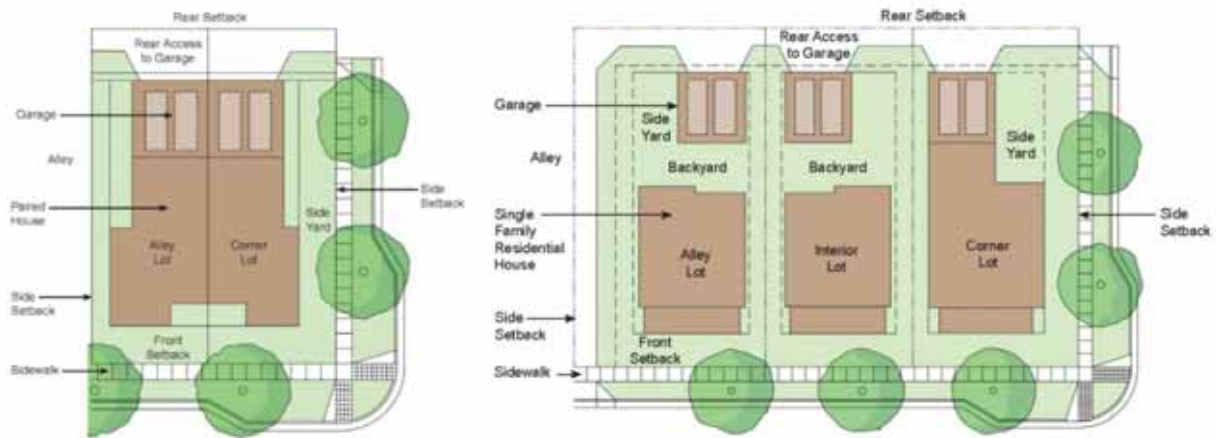 Rear Setback
Rear Access
to Garage
Garage
Alley
Paired
House
Side
Setback
Side
Yard
Alley
Lot
Corner
Lot
Side
Setback
Front
Setback
Sidewalk
Rear Setback
Rear Access
to Garage
Garage
Side
Yard
Side
Yard
Alley
Backyard
Backyard
Single
Family
Residential
House
Alley
Lot
Interior
Lot
Corner
Lot
Side
Setback
Side
Setback
Front
Setback
Sidewalk